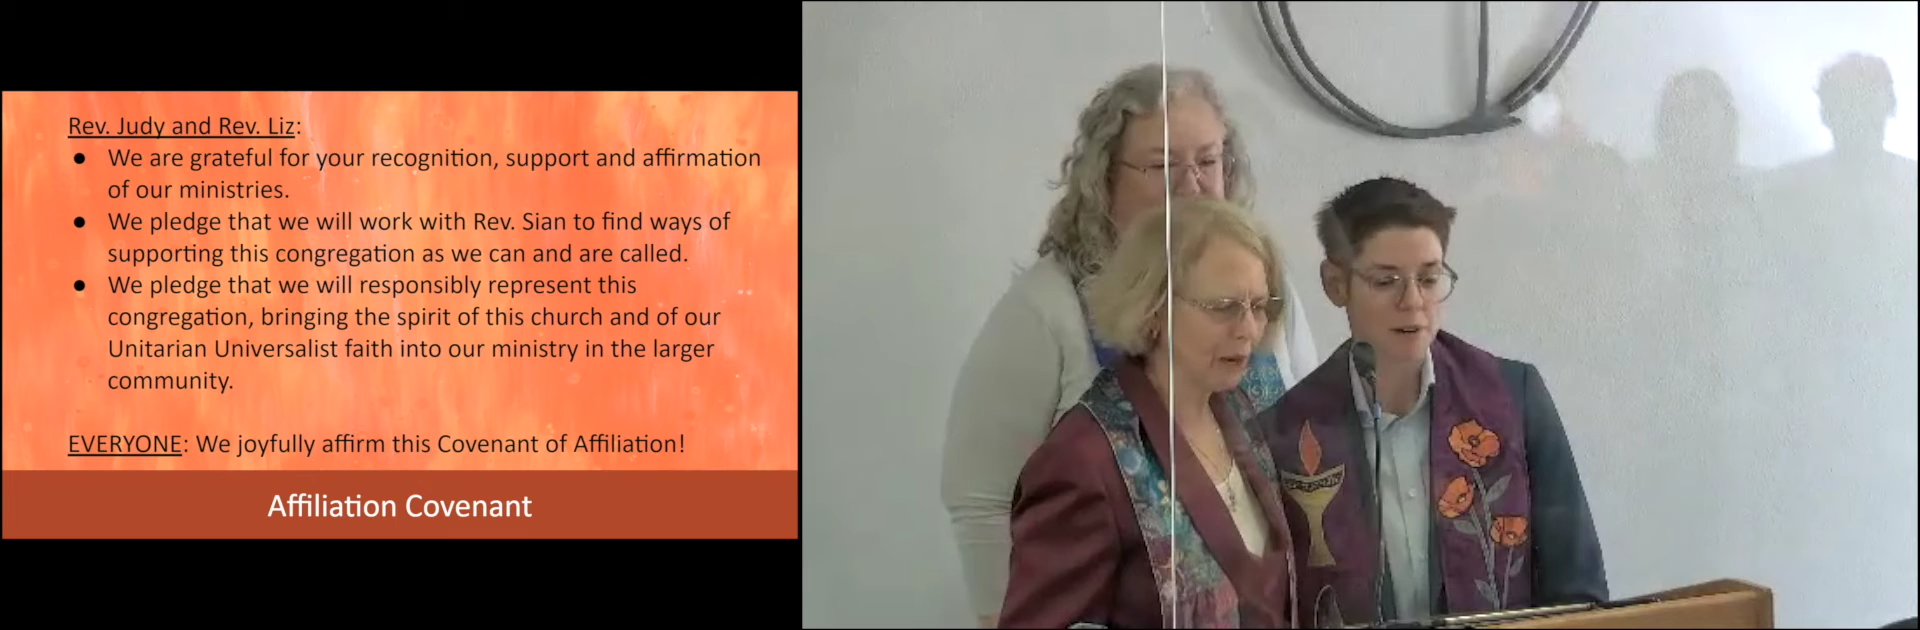 Rev. Judy and Rev. Liz:
● We are grateful for your recognition, support and affirmation
of our ministries.
● We pledge that we will work with Rev. Sian to find ways of
supporting this congregation as we can and are called.
● We pledge that we will responsibly represent this
congregation, bringing the spirit of this church and of our
Unitarian Universalist faith into our ministry in the larger
community.
EVERYONE: We joyfully affirm this Covenant of Affiliation!
Affiliation Covenant